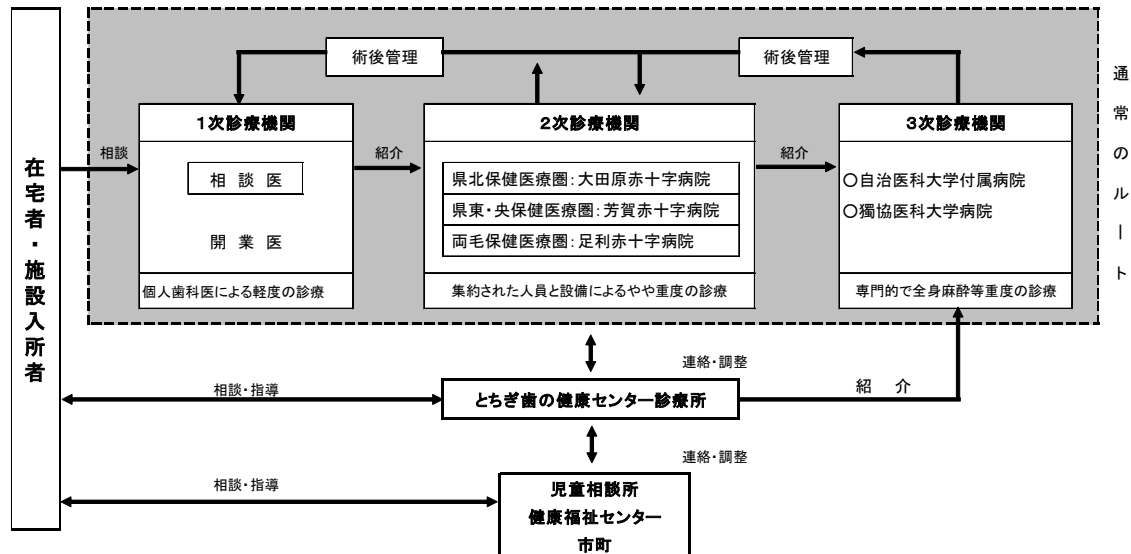 術後管理
術後管理
通常のルート
在宅者・施設入所者
相談
1次診療機関
相談医
開業医
個人歯科医による軽度の診療
紹介
2次診療機関
県北保健医療圏:大田原赤十字病院
県東・央保健医療圏:芳賀赤十字病院
両毛保健医療圏:足利赤十字病院
集約された人員と設備によるやや重度の診療
紹介
3次診療機関
○自治医科大学付属病院
○獨協医科大学病院
専門的で全身麻酔等重度の診療
連絡・調整
相談・指導
とちぎ歯の健康センター診療所
紹介
連絡・調整
相談・指導
児童相談所
健康福祉センター
市町